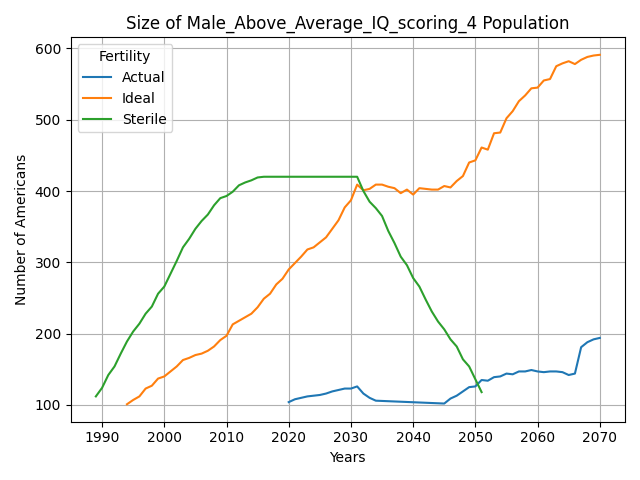 Size of Male_Above_Average_IQ_scoring_4 Population
Fertility
Actual
Ideal
Sterile
Number of Americans
600
500
400
300
200
100
1990 2000 2010 2020 2030 2040 2050 2060 2070
Years